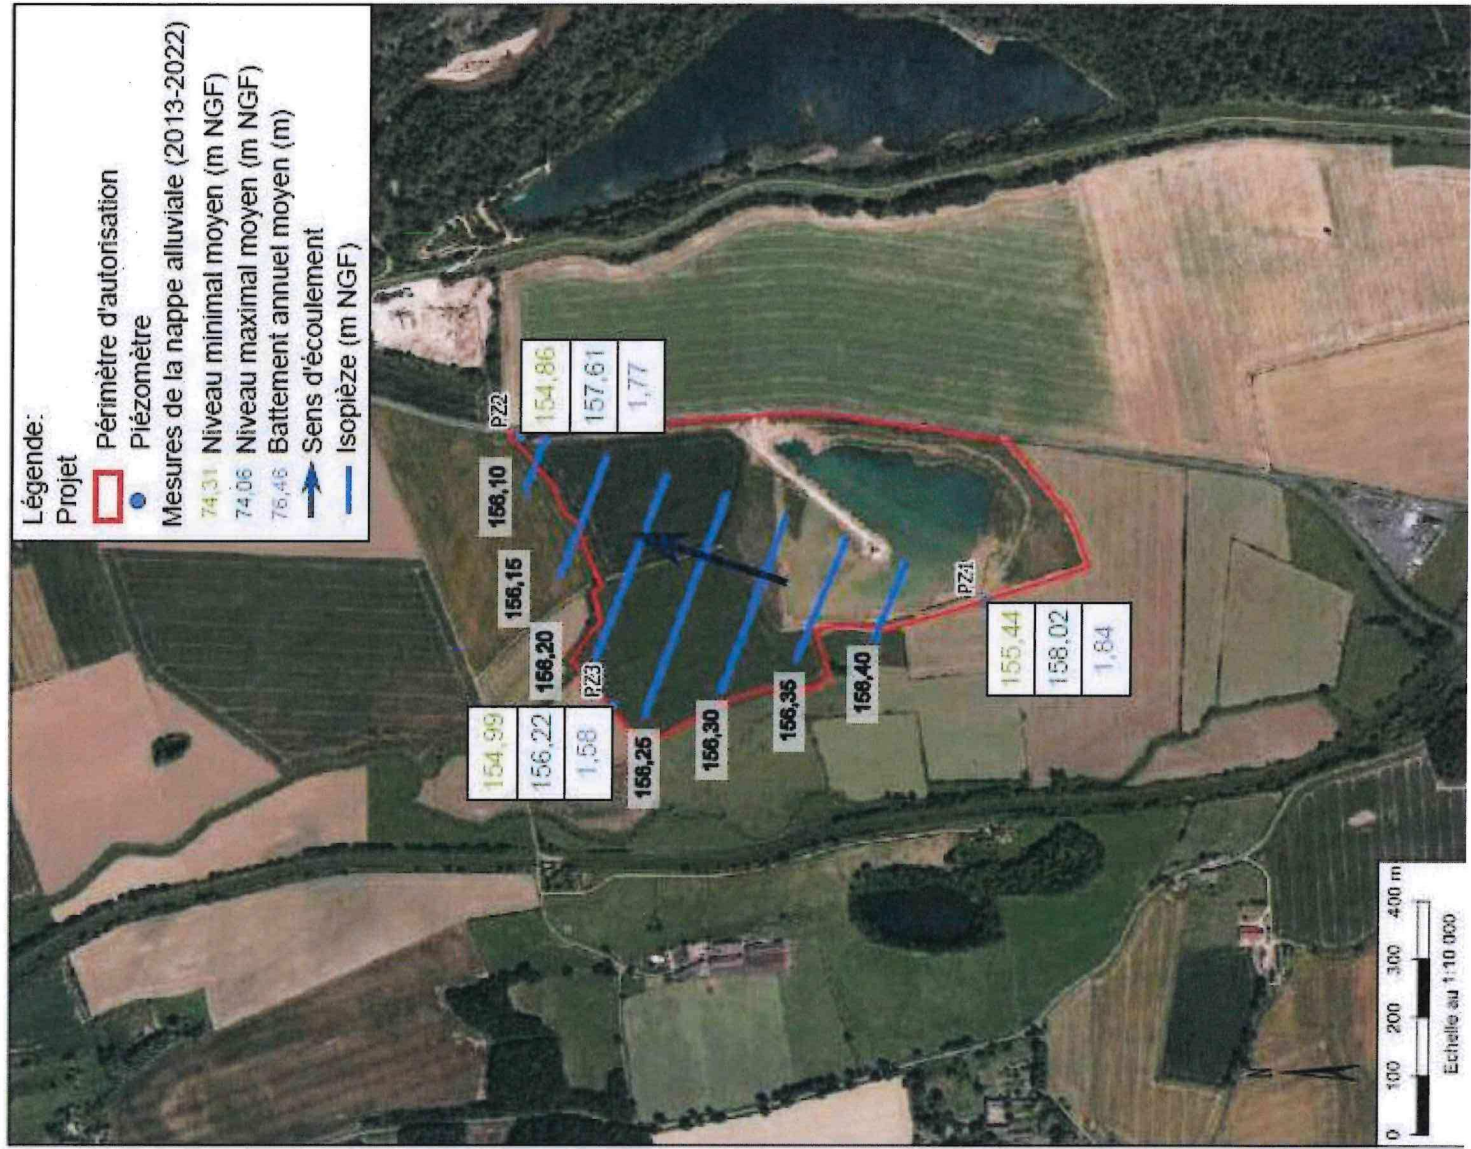 Légende:
Projet
Périmètre d'autorisation
Piézomètre
Mesures de la nappe alluviale (2013-2022)
74,31 Niveau minimal moyen (m NGF)
74,06 Niveau maximal moyen (m NGF)
76,46 Battement annuel moyen (m)
Sens d'écoulement
Isopièze (m NGF)
PZ2
154,86
157,61
1,77
156,10
156,15
156,20
PZ3
154,99
156,22
1,58
156,25
156,30
156,35
156,40
PZ1
155,44
158,02
1,84
0 100 200 300 400 m
Echelle au 1:10 000
N